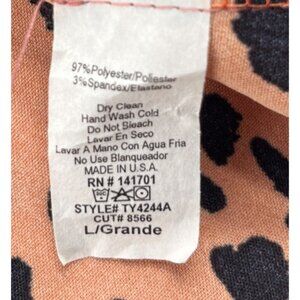 97% Polyester/Poliester
3% Spandex/Elastano
Dry Clean
Hand Wash Cold
Do Not Bleach
Lavar En Seco
Lavar A Mano Con Agua Fria
No Use Blanqueador
MADE IN U.S.A.
RN # 141701
STYLE# TY4244A
CUT# 8566
L/Grande